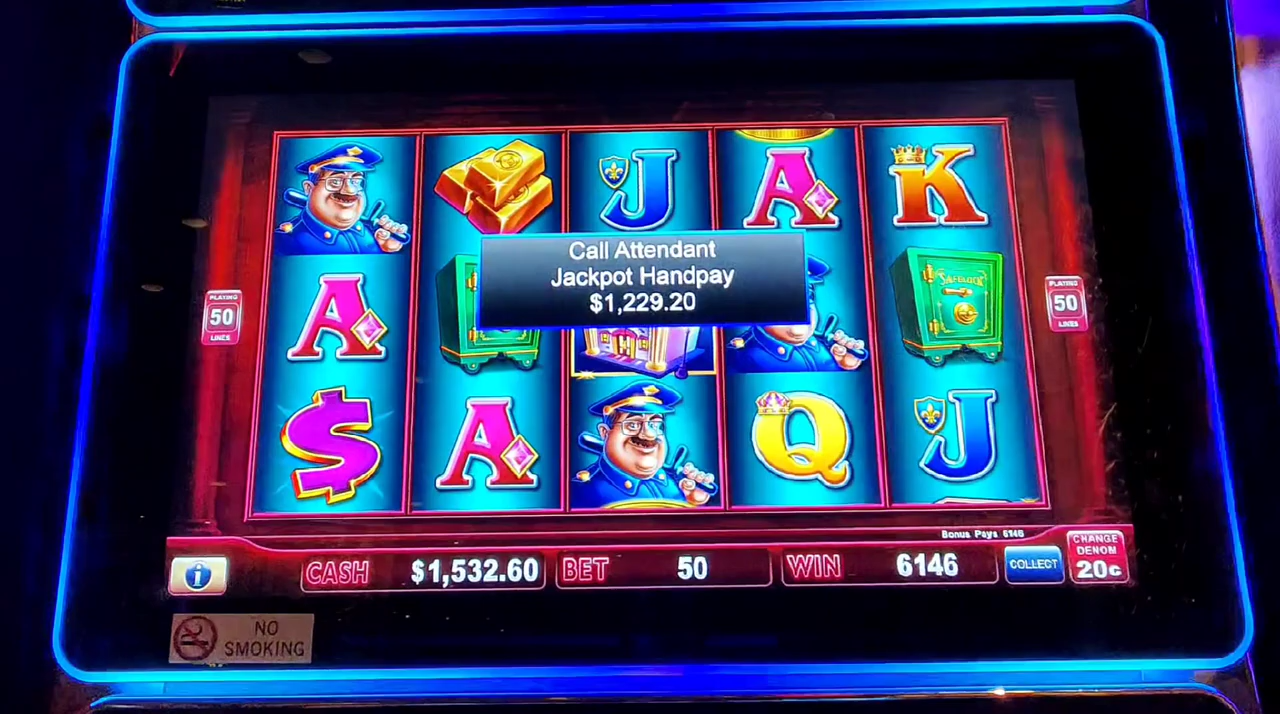 J
A
K
Call Attendant
Jackpot Handpay
$1,229.20
PLAYING
50
LINES
A
PLAYING
50
LINES
$
A
Q
J
Bonus Pays 6146
CASH $1,532.60 BET 50 WIN 6146
COLLECT
CHANGE
DENOM
20¢
NO
SMOKING